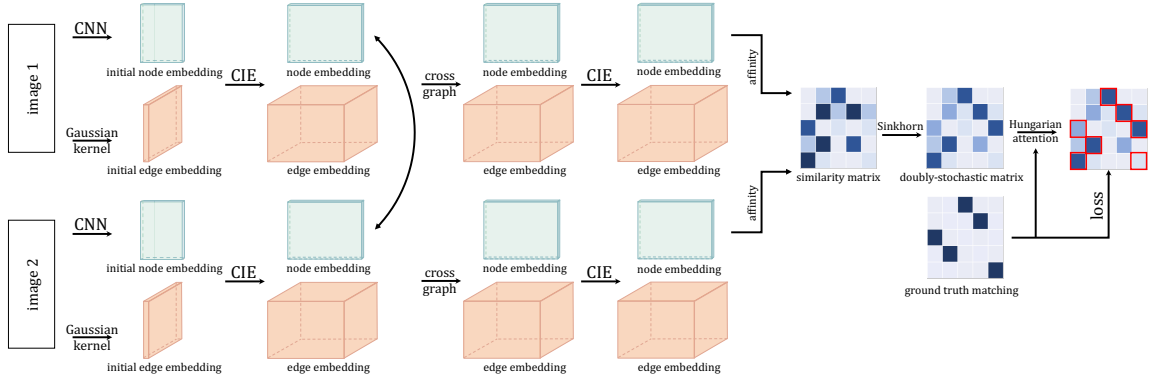 image 1
CNN
initial node embedding
Gaussian
kernel
initial edge embedding
CIE
node embedding
edge embedding
cross
graph
node embedding
edge embedding
CIE
node embedding
edge embedding
affinity
image 2
CNN
initial node embedding
Gaussian
kernel
initial edge embedding
CIE
node embedding
edge embedding
cross
graph
node embedding
edge embedding
CIE
node embedding
edge embedding
affinity
similarity matrix
Sinkhorn
doubly-stochastic matrix
Hungarian
attention
loss
ground truth matching